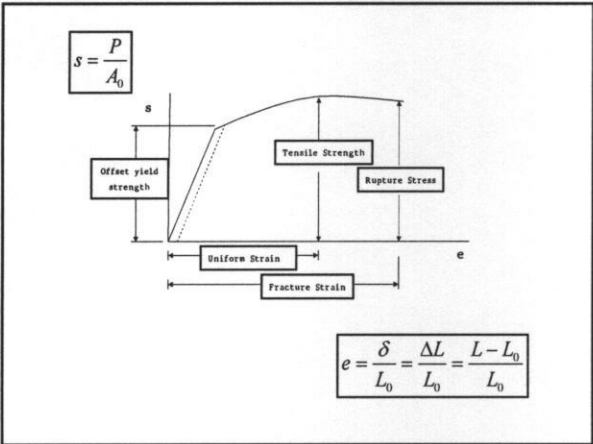 s = P / A₀
s
Offset yield
strength
Tensile Strength
Rupture Stress
e
Uniform Strain
Fracture Strain
e = δ / L₀ = ΔL / L₀ = (L − L₀) / L₀